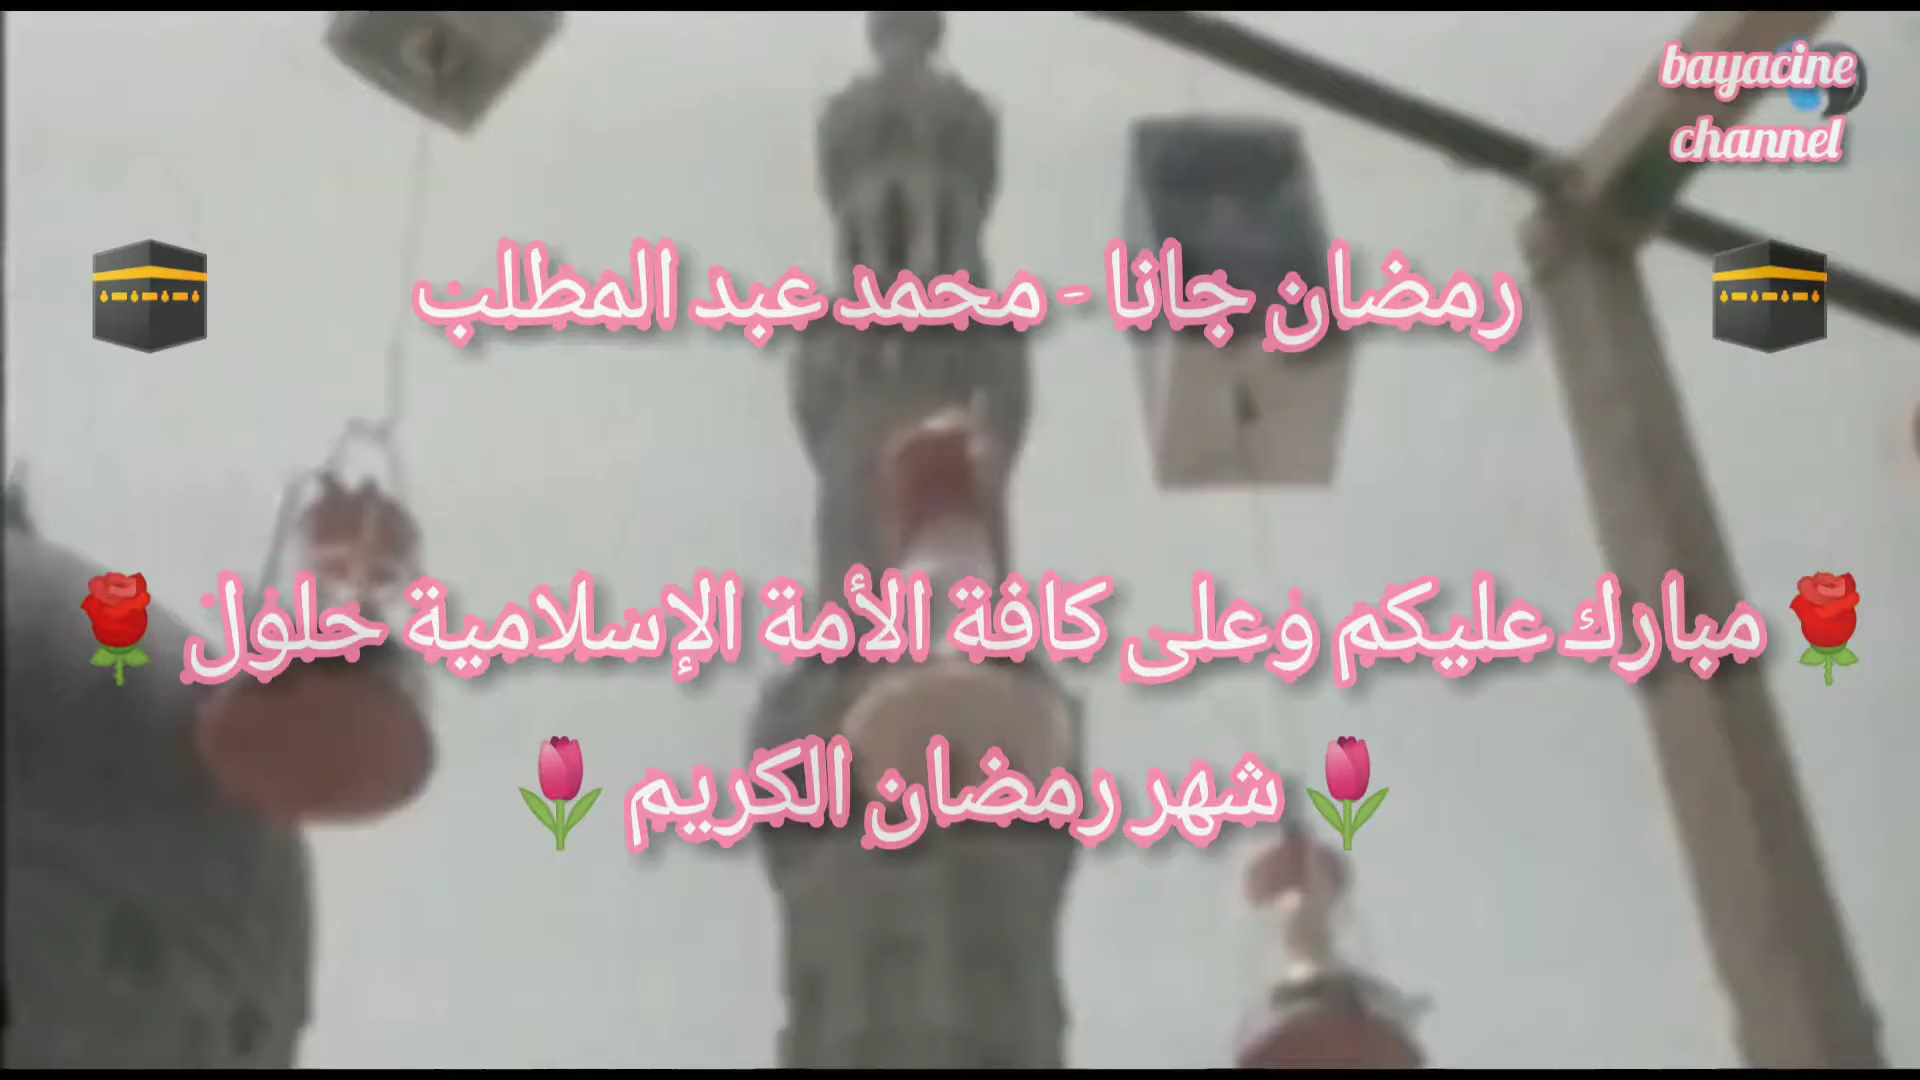 bayacine
channel
🕋 رمضان جانا - محمد عبد المطلب 🕋
🌹 مبارك عليكم وعلى كافة الأمة الإسلامية حلول 🌹
🌷 شهر رمضان الكريم 🌷